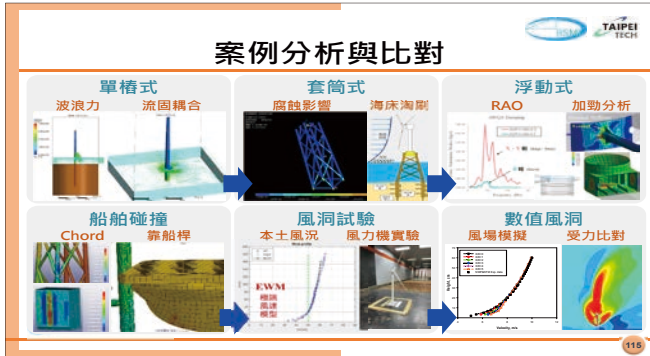 TAIPEI
TECH
案例分析與比對
單樁式
波浪力 流固耦合
套筒式
腐蝕影響 海床淘刷
浮動式
RAO 加勁分析
船舶碰撞
Chord 靠船桿
風洞試驗
本土風況 風力機實驗
EWM
極端
風速
模型
數值風洞
風場模擬 受力比對
Velocity, m/s
115